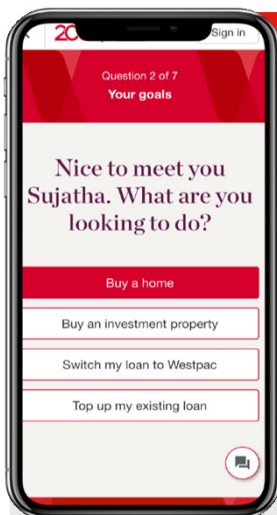 20
Sign in
Question 2 of 7
Your goals
Nice to meet you
Sujatha. What are you
looking to do?
Buy a home
Buy an investment property
Switch my loan to Westpac
Top up my existing loan